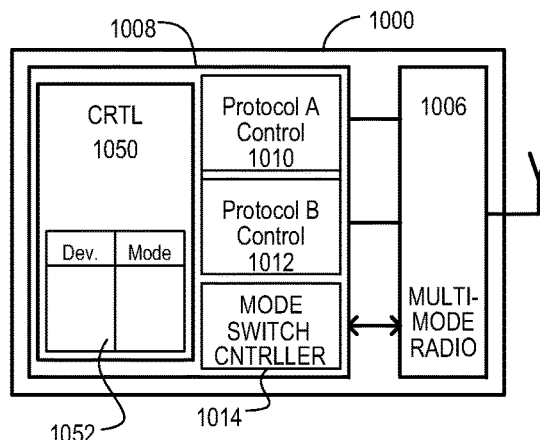 1008
1000
CRTL
1050
Dev.
Mode
Protocol A
Control
1010
Protocol B
Control
1012
MODE
SWITCH
CNTRLLER
1006
MULTI-
MODE
RADIO
1052
1014